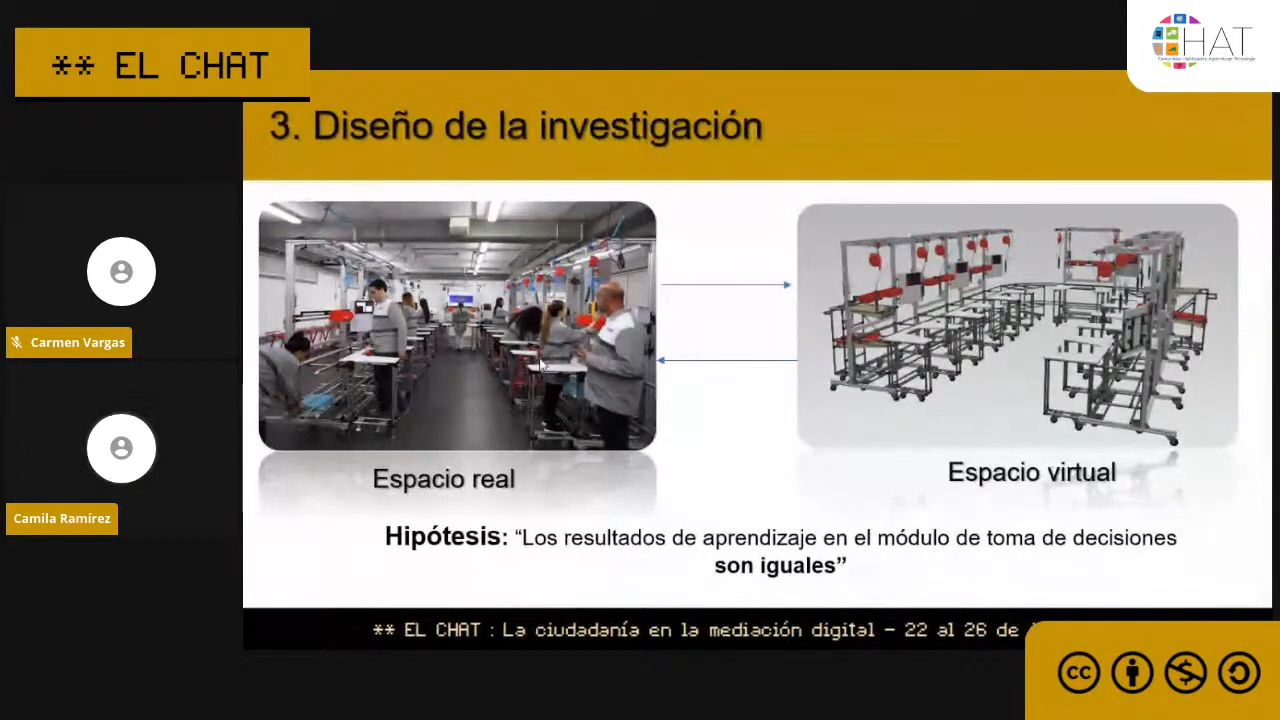 ** EL CHAT
HAT
3. Diseño de la investigación
Carmen Vargas
Camila Ramírez
Espacio real
Espacio virtual
Hipótesis: “Los resultados de aprendizaje en el módulo de toma de decisiones
son iguales”
** EL CHAT : La ciudadanía en la mediación digital – 22 al 26 de
cc